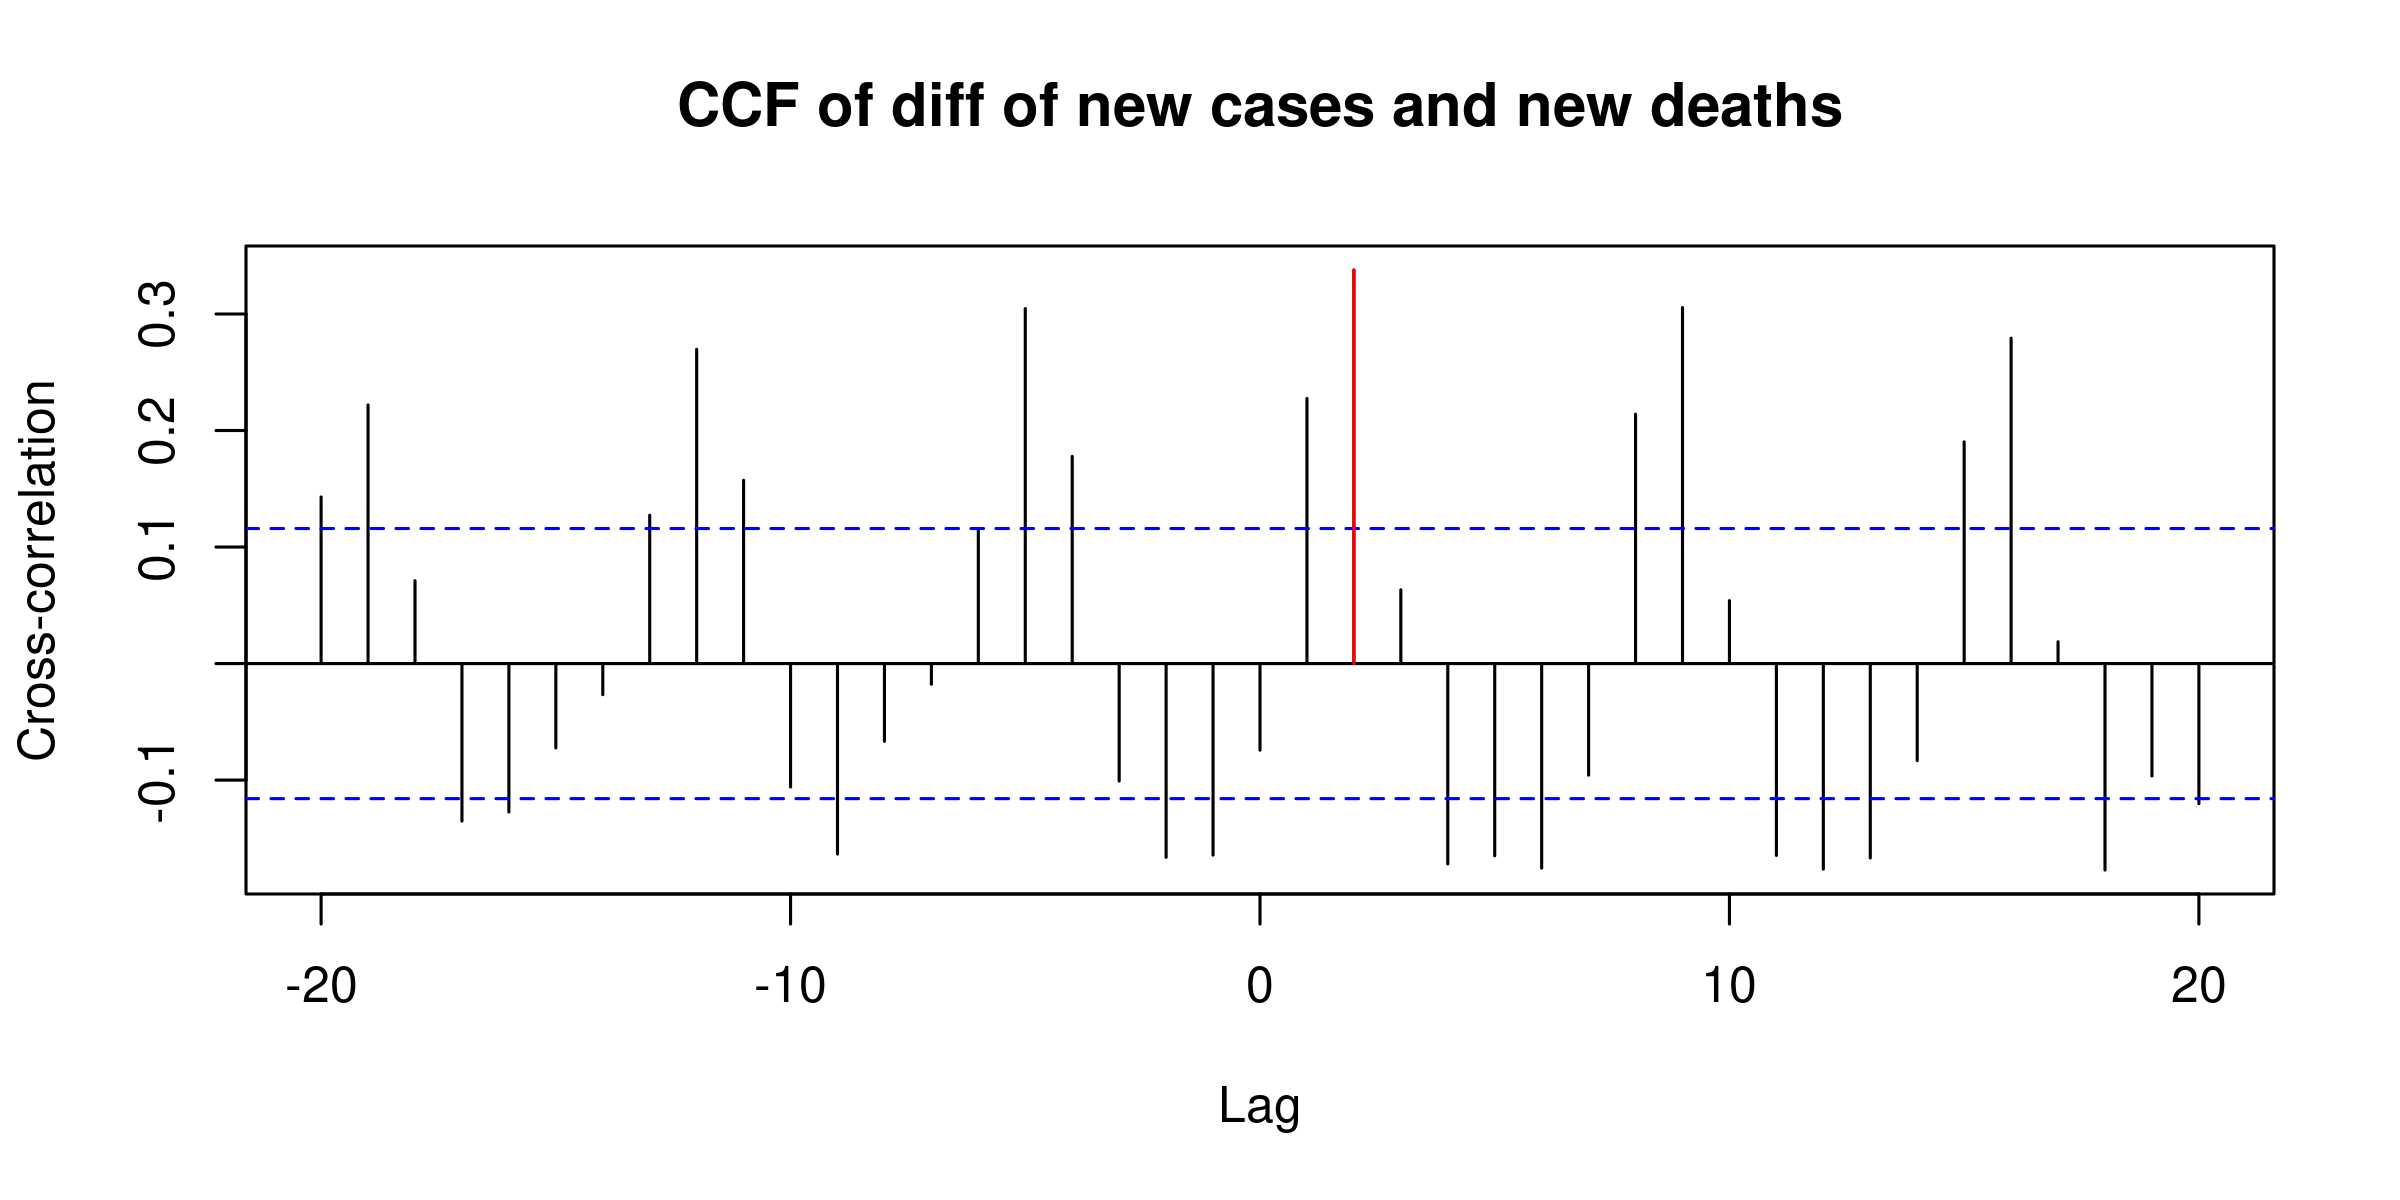 CCF of diff of new cases and new deaths
Cross-correlation
0.3
0.2
0.1
-0.1
-20 -10 0 10 20
Lag